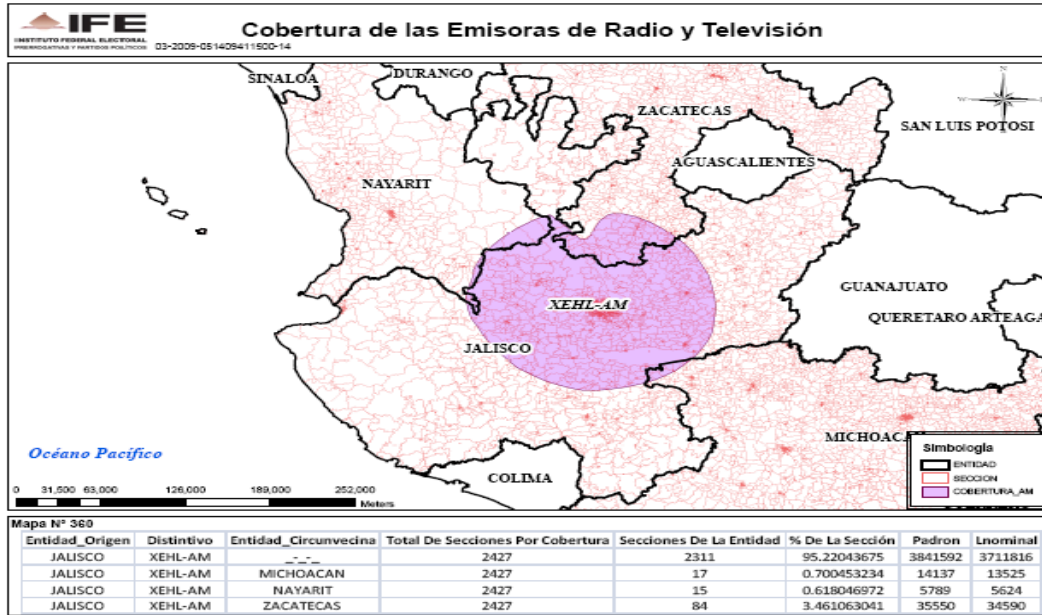 IFE
INSTITUTO FEDERAL ELECTORAL
PRERROGATIVAS Y PARTIDOS POLÍTICOS
03-2009-051409411500-14
Cobertura de las Emisoras de Radio y Televisión
SINALOA
DURANGO
ZACATECAS
N
W
SAN LUIS POTOSI
AGUASCALIENTES
NAYARIT
GUANAJUATO
XEHL-AM
QUERETARO ARTEAGA
JALISCO
MICHOACAN
Océano Pacífico
COLIMA
Simbología
ENTIDAD
SECCION
COBERTURA_AM
0 31,500 63,000 126,000 189,000 252,000
Meters
Mapa N° 360
Entidad_Origen Distintivo Entidad_Circunvecina Total De Secciones Por Cobertura Secciones De La Entidad % De La Sección Padron Lnominal
JALISCO XEHL-AM -_-_- 2427 2311 95.22043675 3841592 3711816
JALISCO XEHL-AM MICHOACAN 2427 17 0.700453234 14137 13525
JALISCO XEHL-AM NAYARIT 2427 15 0.618046972 5789 5624
JALISCO XEHL-AM ZACATECAS 2427 84 3.461063041 35550 34590